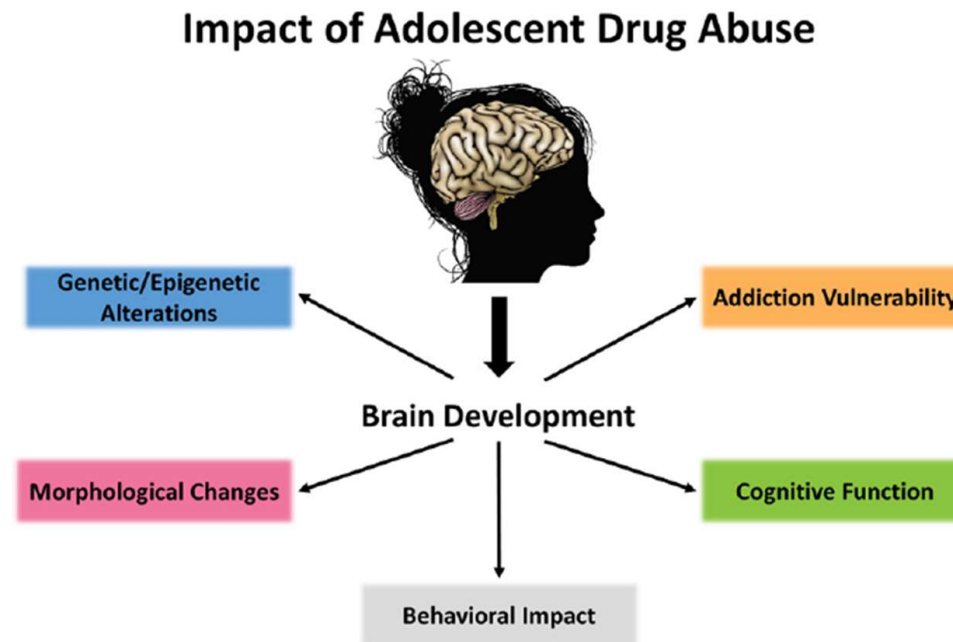 Impact of Adolescent Drug Abuse
Genetic/Epigenetic
Alterations
Addiction Vulnerability
Brain Development
Morphological Changes
Cognitive Function
Behavioral Impact